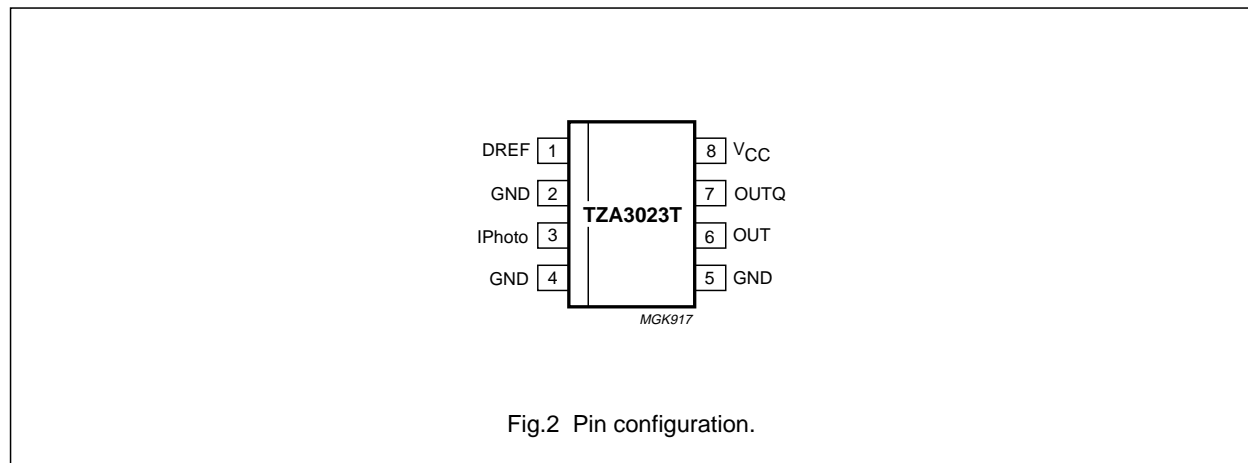 DREF 1
8 VCC
GND 2
7 OUTQ
TZA3023T
IPhoto 3
6 OUT
GND 4
5 GND
MGK917
Fig.2 Pin configuration.